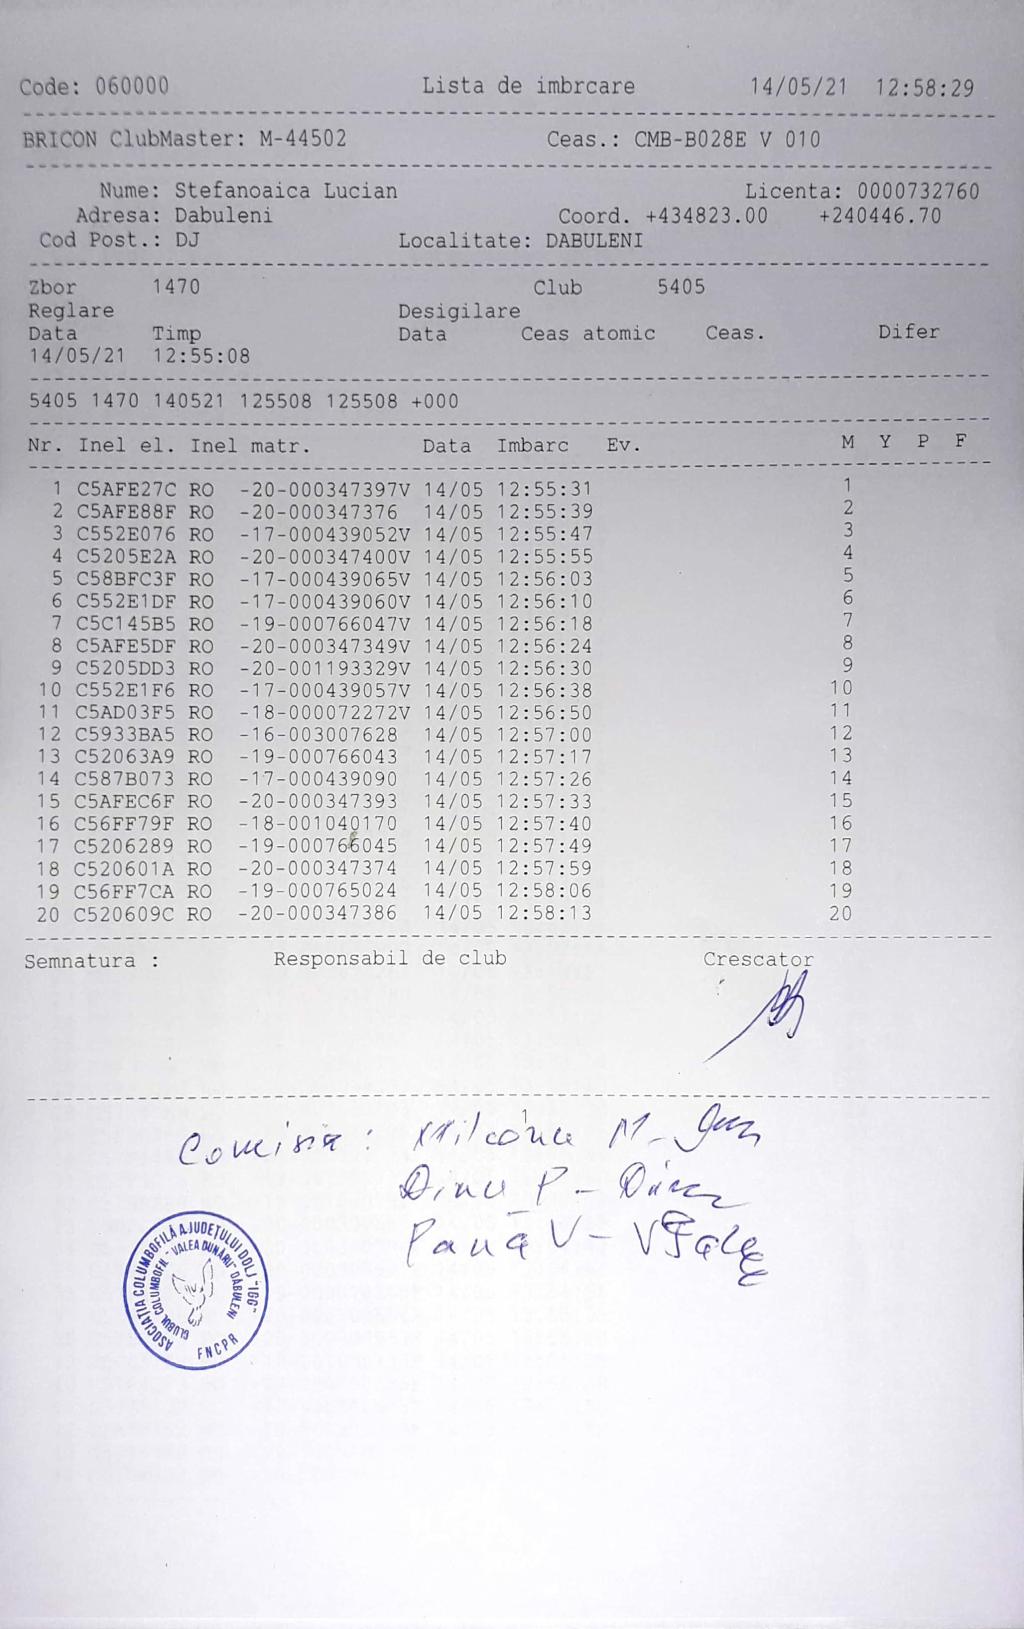 Code: 060000 Lista de imbrcare 14/05/21 12:58:29
BRICON ClubMaster: M-44502 Ceas.: CMB-B028E V 010
Nume: Stefanoaica Lucian Licenta: 0000732760
Adresa: Dabuleni Coord. +434823.00 +240446.70
Cod Post.: DJ Localitate: DABULENI
Zbor 1470 Club 5405
Reglare Desigilare
Data Timp Data Ceas atomic Ceas. Difer
14/05/21 12:55:08
5405 1470 140521 125508 125508 +000
Nr. Inel el. Inel matr. Data Imbarc Ev. M Y P F
1 C5AFE27C RO -20-000347397V 14/05 12:55:31 1
2 C5AFE88F RO -20-000347376 14/05 12:55:39 2
3 C552E076 RO -17-000439052V 14/05 12:55:47 3
4 C5205E2A RO -20-000347400V 14/05 12:55:55 4
5 C58BFC3F RO -17-000439065V 14/05 12:56:03 5
6 C552E1DF RO -17-000439060V 14/05 12:56:10 6
7 C5C145B5 RO -19-000766047V 14/05 12:56:18 7
8 C5AFE5DF RO -20-000347349V 14/05 12:56:24 8
9 C5205DD3 RO -20-001193329V 14/05 12:56:30 9
10 C552E1F6 RO -17-000439057V 14/05 12:56:38 10
11 C5AD03F5 RO -18-000072272V 14/05 12:56:50 11
12 C5933BA5 RO -16-003007628 14/05 12:57:00 12
13 C52063A9 RO -19-000766043 14/05 12:57:17 13
14 C587B073 RO -17-000439090 14/05 12:57:26 14
15 C5AFEC6F RO -20-000347393 14/05 12:57:33 15
16 C56FF79F RO -18-001040170 14/05 12:57:40 16
17 C5206289 RO -19-000766045 14/05 12:57:49 17
18 C520601A RO -20-000347374 14/05 12:57:59 18
19 C56FF7CA RO -19-000765024 14/05 12:58:06 19
20 C520609C RO -20-000347386 14/05 12:58:13 20
Semnatura : Responsabil de club Crescator
Comisia: M.
Dinu P -
Pană V -
ASOCIAȚIA COLUMBOFILĂ A JUDEȚULUI DOLJ -
CLUBUL COLUMBOFIL - "VALEA DUNĂRII" DĂBULENI
FNCPR